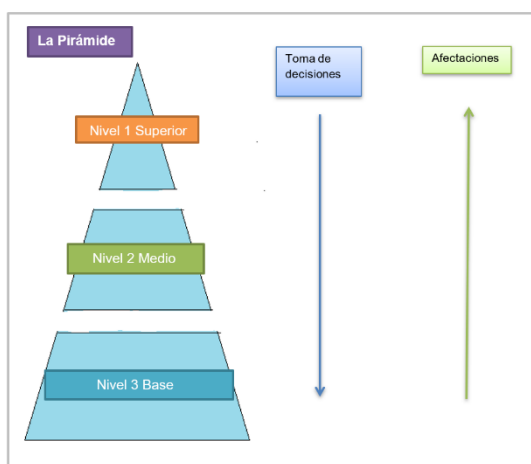 La Pirámide
Toma de
decisiones
Afectaciones
Nivel 1 Superior
Nivel 2 Medio
Nivel 3 Base